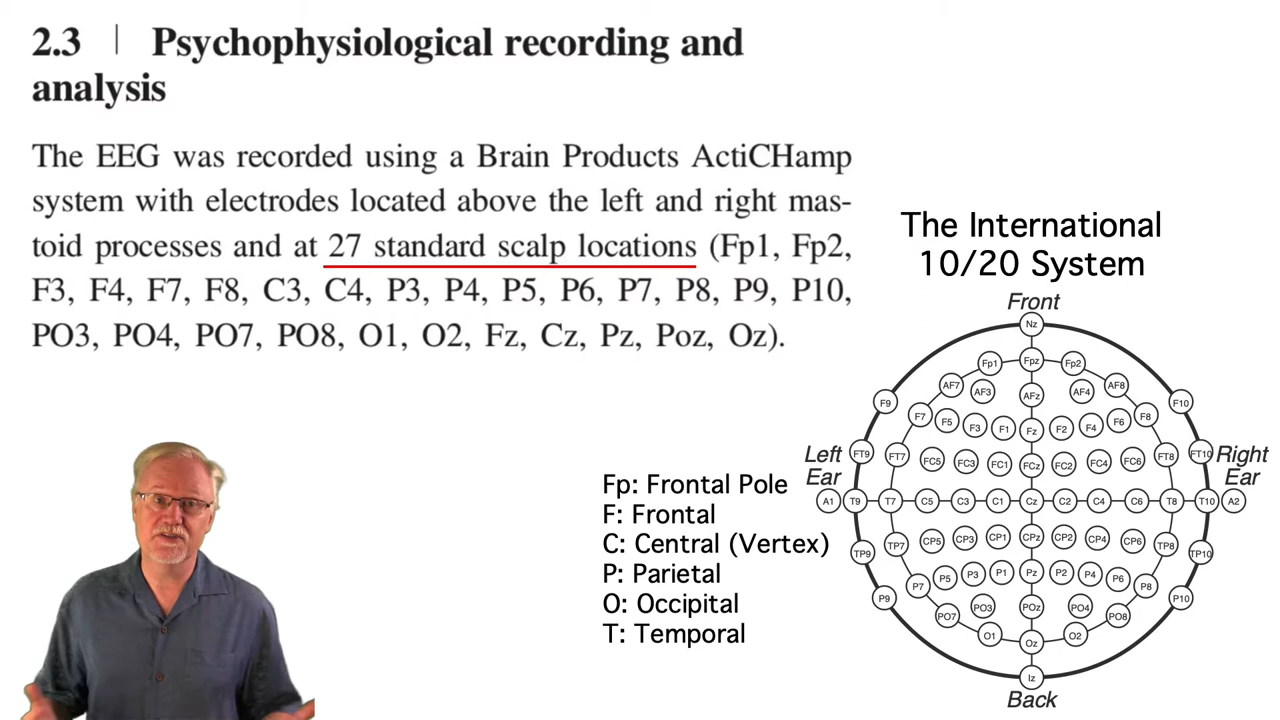 2.3 | Psychophysiological recording and
analysis
The EEG was recorded using a Brain Products ActiCHamp
system with electrodes located above the left and right mas-
toid processes and at 27 standard scalp locations (Fp1, Fp2,
F3, F4, F7, F8, C3, C4, P3, P4, P5, P6, P7, P8, P9, P10,
PO3, PO4, PO7, PO8, O1, O2, Fz, Cz, Pz, Poz, Oz).
The International
10/20 System
Fp: Frontal Pole
F: Frontal
C: Central (Vertex)
P: Parietal
O: Occipital
T: Temporal
Front
Nz
Fp1 Fpz Fp2
AF7 AF3 AFz AF4 AF8
F9 F7 F5 F3 F1 Fz F2 F4 F6 F8 F10
Left
Ear
FT9 FT7 FC5 FC3 FC1 FCz FC2 FC4 FC6 FT8 FT10
Right
Ear
A1 T9 T7 C5 C3 C1 Cz C2 C4 C6 T8 T10 A2
TP9 TP7 CP5 CP3 CP1 CPz CP2 CP4 CP6 TP8 TP10
P9 P7 P5 P3 P1 Pz P2 P4 P6 P8 P10
PO7 PO3 POz PO4 PO8
O1 Oz O2
Iz
Back